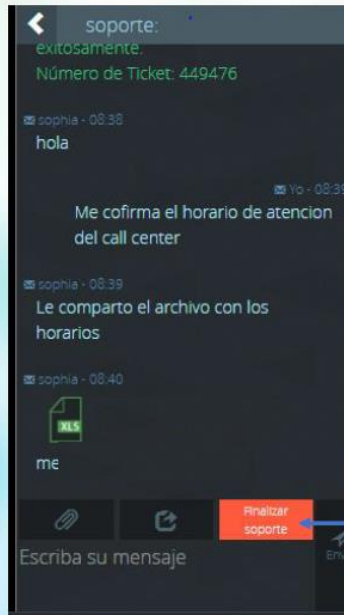 soporte:
exitosamente.
Número de Ticket: 449476
sophia - 08:38
hola
Yo - 08:39
Me cofirma el horario de atencion
del call center
sophia - 08:39
Le comparto el archivo con los
horarios
sophia - 08:40
XLS
me
Finalizar
soporte
Escriba su mensaje
Env